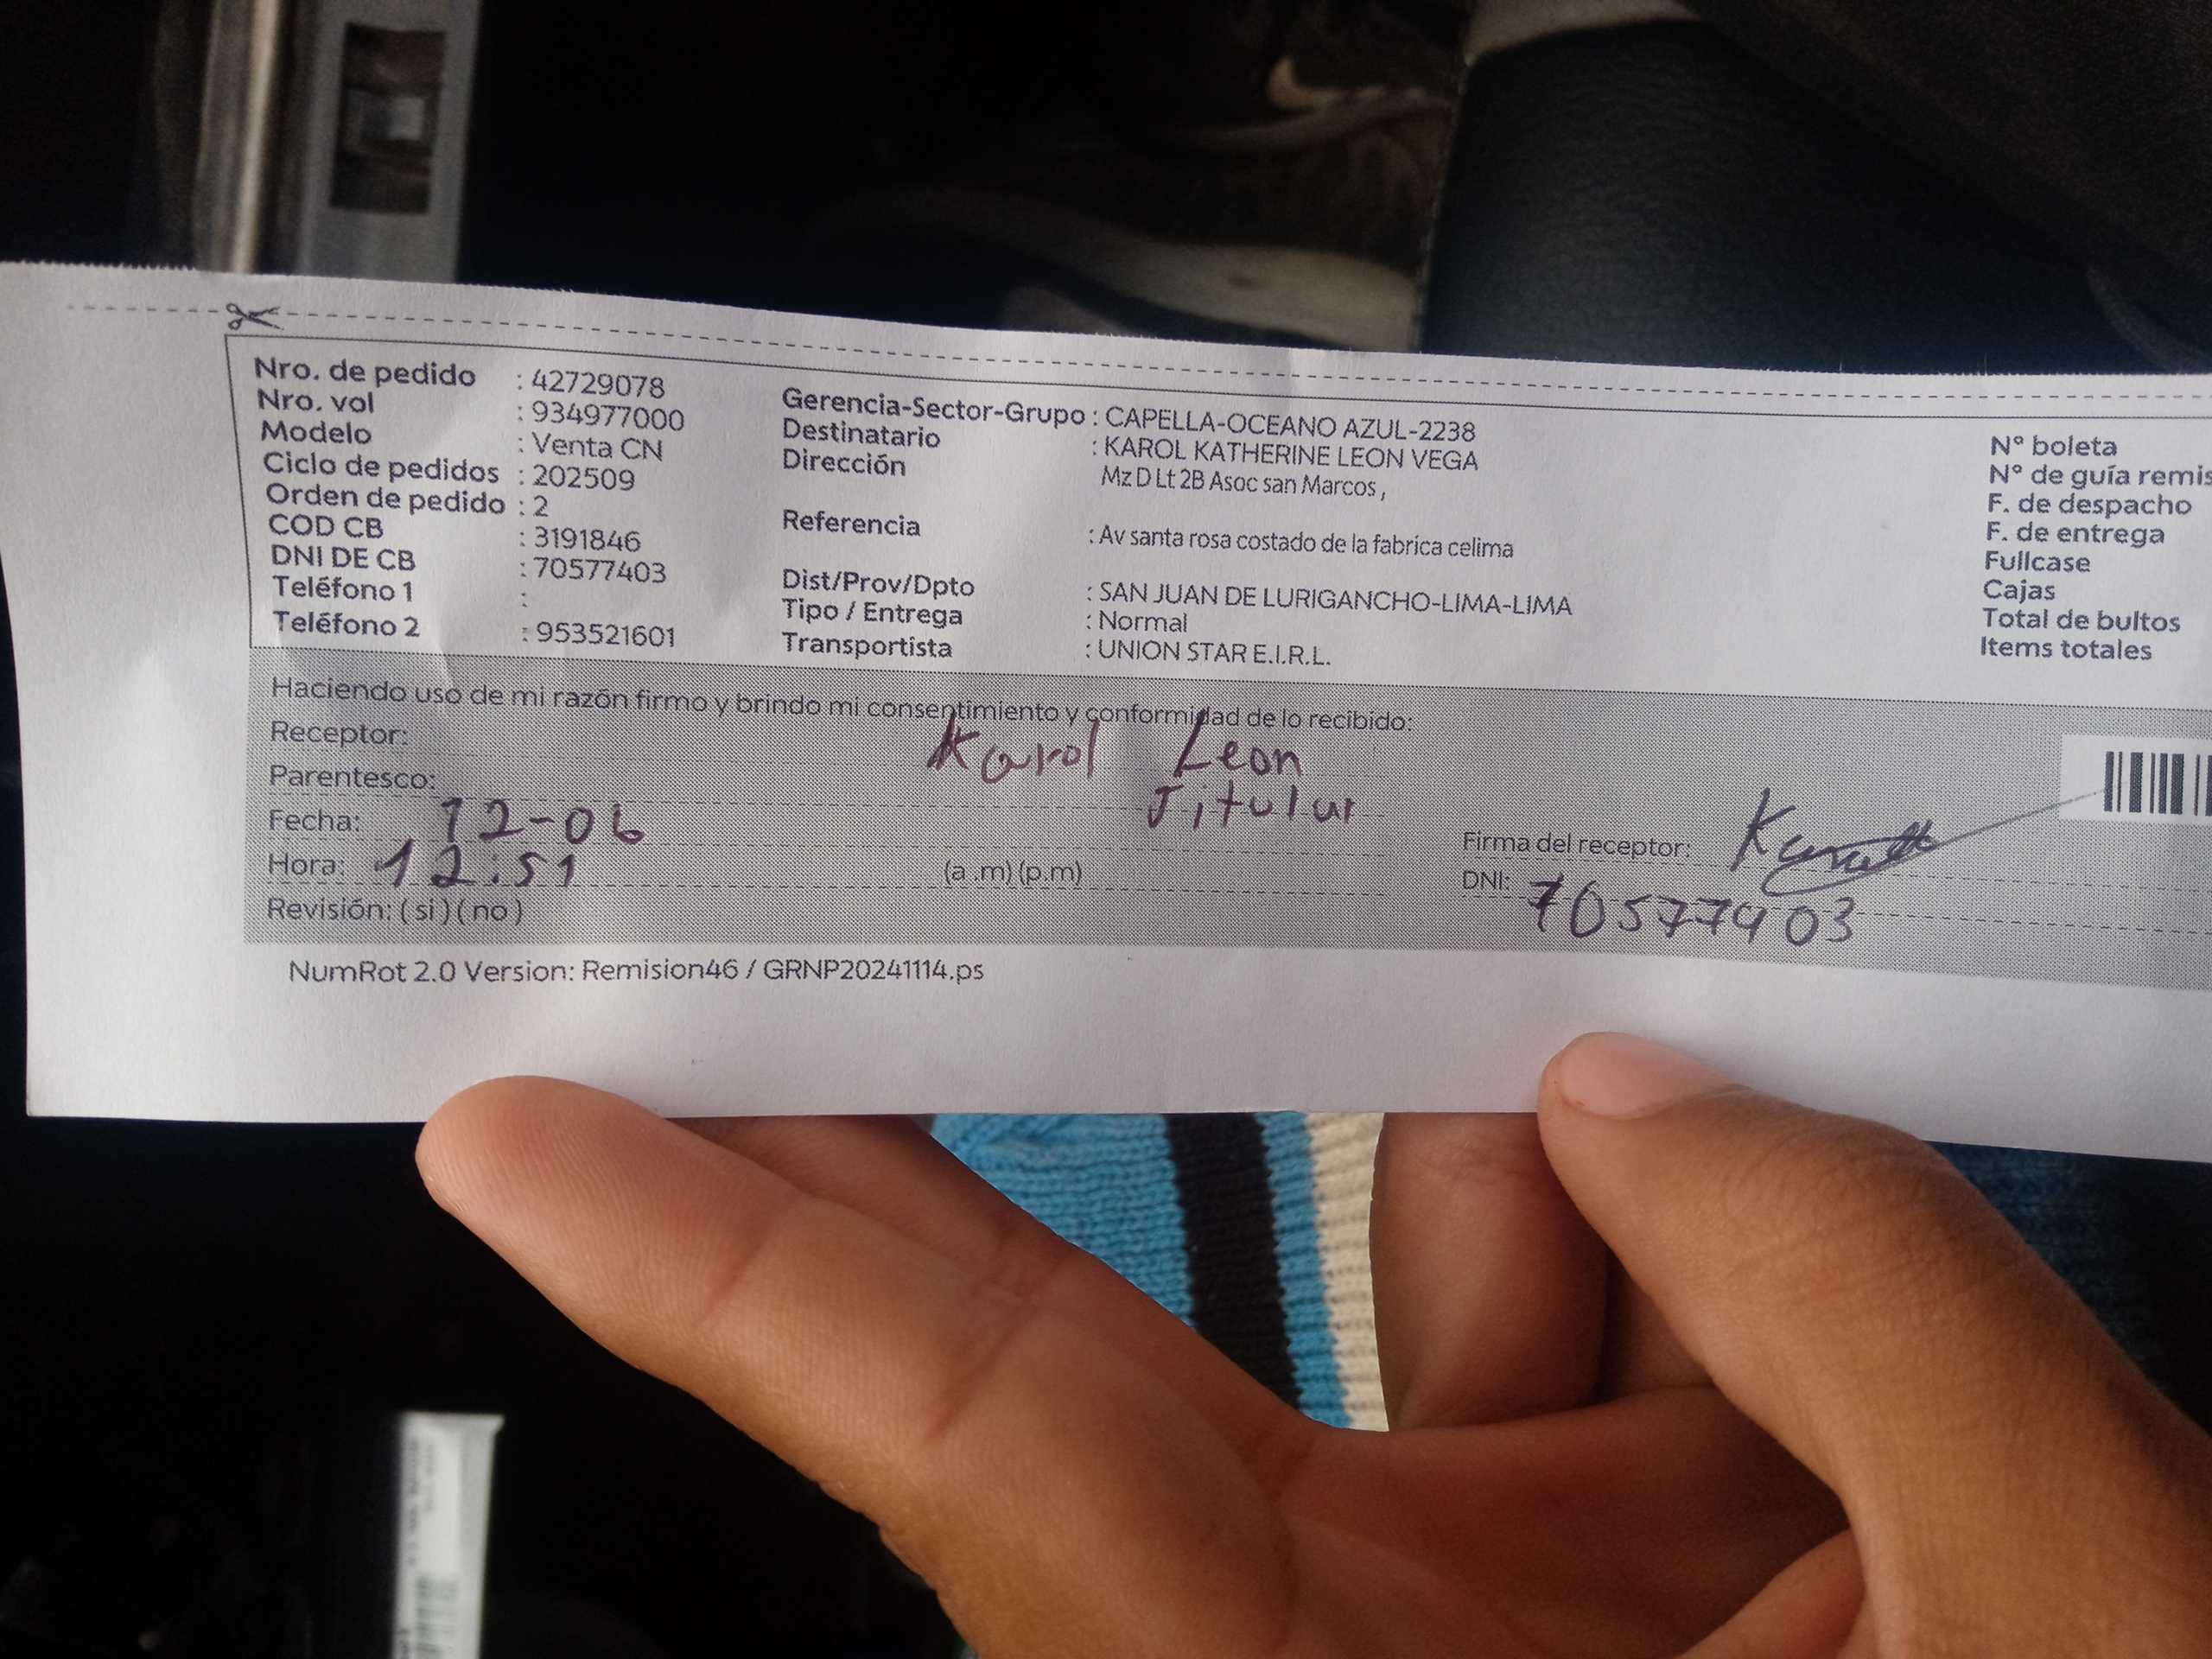 Nro. de pedido : 42729078
Nro. vol : 934977000
Modelo : Venta CN
Ciclo de pedidos : 202509
Orden de pedido : 2
COD CB : 3191846
DNI DE CB : 70577403
Teléfono 1 :
Teléfono 2 : 953521601
Gerencia-Sector-Grupo : CAPELLA-OCEANO AZUL-2238
Destinatario : KAROL KATHERINE LEON VEGA
Dirección Mz D Lt 2B Asoc san Marcos ,
Referencia : Av santa rosa costado de la fabrica celima
Dist/Prov/Dpto : SAN JUAN DE LURIGANCHO-LIMA-LIMA
Tipo / Entrega : Normal
Transportista : UNION STAR E.I.R.L.
N° boleta
N° de guía remis
F. de despacho
F. de entrega
Fullcase
Cajas
Total de bultos
Items totales
Haciendo uso de mi razón firmo y brindo mi consentimiento y conformidad de lo recibido:
Receptor: Karol Leon
Parentesco: Titular
Fecha: 12-06
Hora: 12:51 (a .m) (p.m)
Revisión: ( si ) ( no )
Firma del receptor:
DNI: 70577403
NumRot 2.0 Version: Remision46 / GRNP20241114.ps